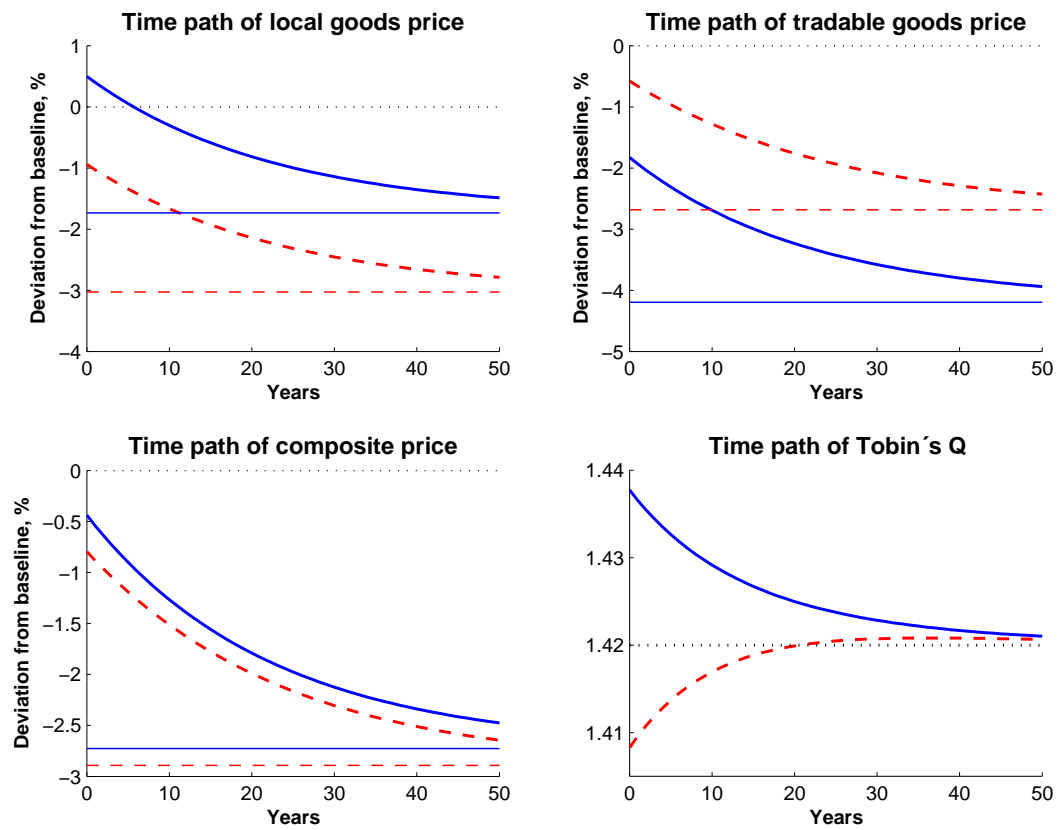 Time path of local goods price
Deviation from baseline, %
1
0
−1
−2
−3
−4
0 10 20 30 40 50
Years
Time path of tradable goods price
Deviation from baseline, %
0
−1
−2
−3
−4
−5
0 10 20 30 40 50
Years
Time path of composite price
Deviation from baseline, %
0
−0.5
−1
−1.5
−2
−2.5
−3
0 10 20 30 40 50
Years
Time path of Tobin´s Q
1.44
1.43
1.42
1.41
0 10 20 30 40 50
Years